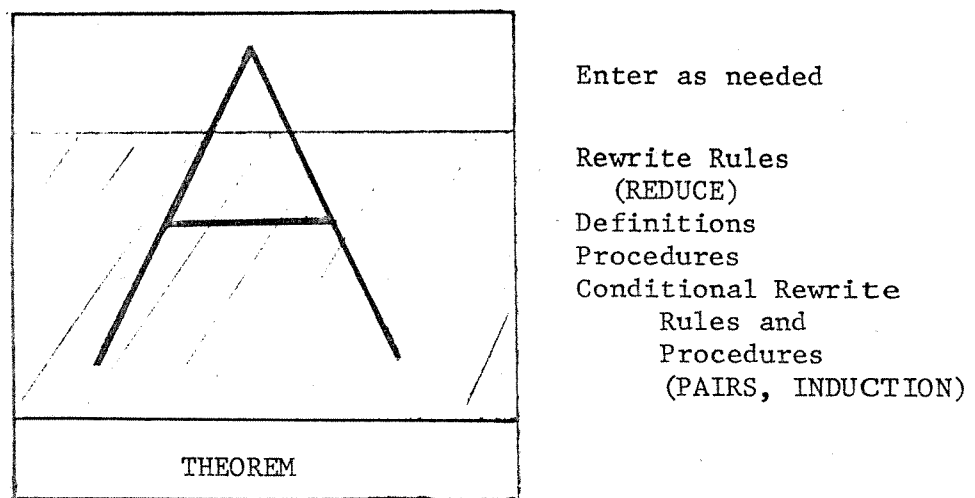 A
Enter as needed
Rewrite Rules
(REDUCE)
Definitions
Procedures
Conditional Rewrite
Rules and
Procedures
(PAIRS, INDUCTION)
THEOREM